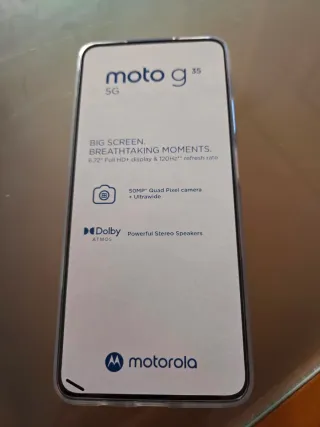 moto g 35
5G
BIG SCREEN.
BREATHTAKING MOMENTS.
6.72" Full HD+ display & 120Hz** refresh rate
50MP* Quad Pixel camera
+ Ultrawide
Dolby
ATMOS
Powerful Stereo Speakers
motorola